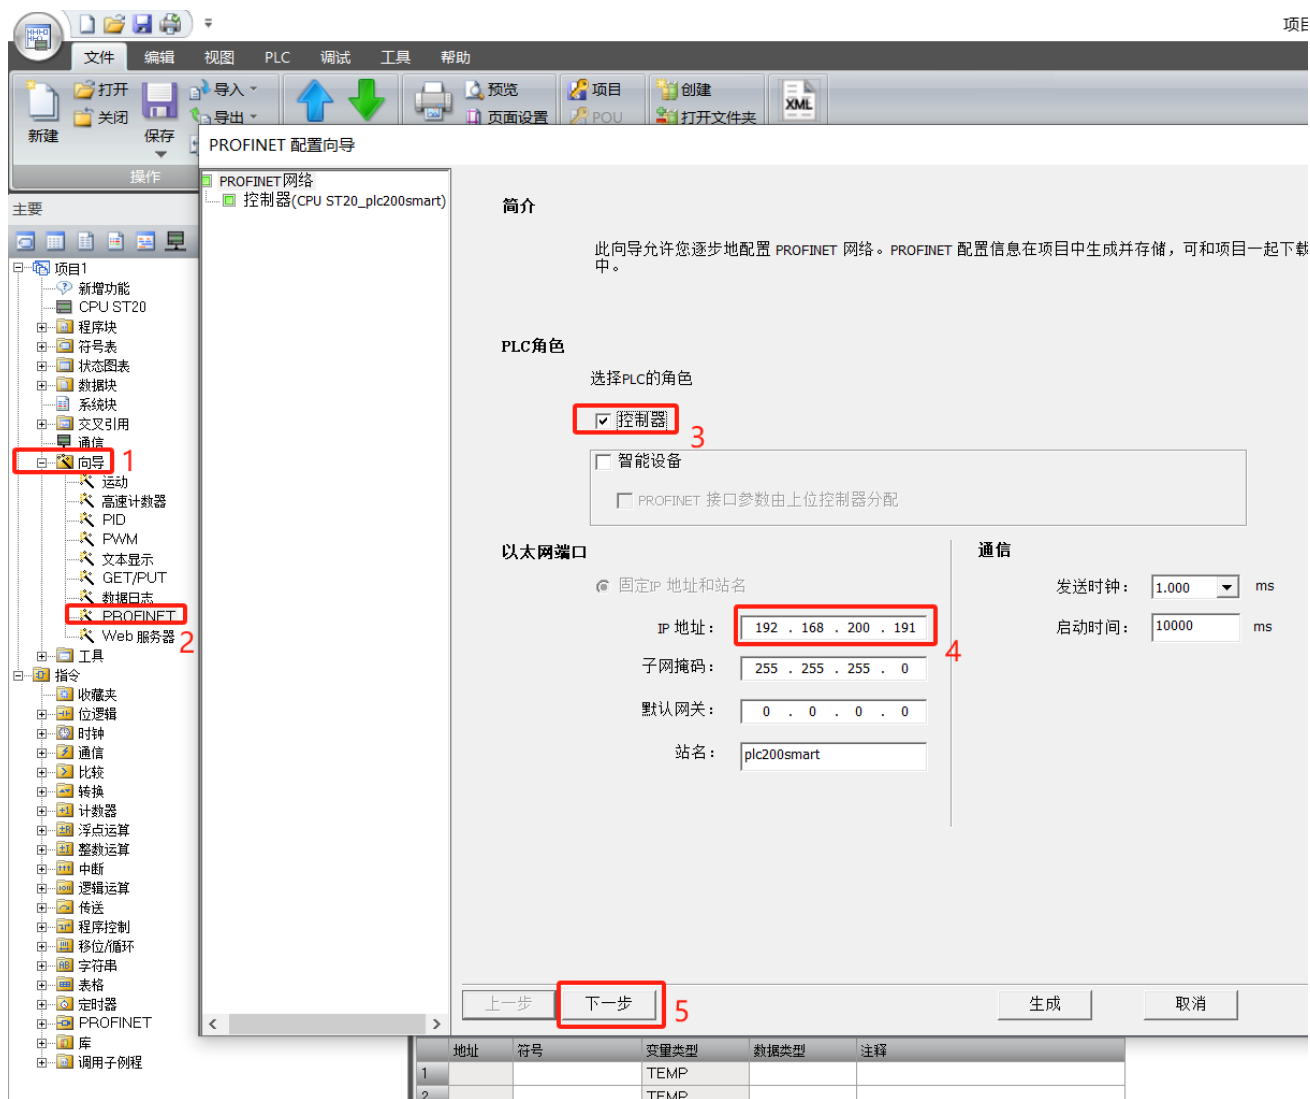 项目
文件 编辑 视图 PLC 调试 工具 帮助
新建 打开 关闭 保存 导入 导出 预览 页面设置 项目 POU 创建 打开文件夹 XML
操作
主要
项目1
新增功能
CPU ST20
程序块
符号表
状态图表
数据块
系统块
交叉引用
通信
向导 1
运动
高速计数器
PID
PWM
文本显示
GET/PUT
数据日志
PROFINET
Web 服务器 2
工具
指令
收藏夹
位逻辑
时钟
通信
比较
转换
计数器
浮点运算
整数运算
中断
逻辑运算
传送
程序控制
移位/循环
字符串
表格
定时器
PROFINET
库
调用子例程
PROFINET 配置向导
PROFINET网络
控制器(CPU ST20_plc200smart)
简介
此向导允许您逐步地配置 PROFINET 网络。PROFINET 配置信息在项目中生成并存储，可和项目一起下载
中。
PLC角色
选择PLC的角色
控制器 3
智能设备
PROFINET 接口参数由上位控制器分配
以太网端口
固定IP 地址和站名
IP 地址： 192 . 168 . 200 . 191 4
子网掩码： 255 . 255 . 255 . 0
默认网关： 0 . 0 . 0 . 0
站名： plc200smart
通信
发送时钟： 1.000 ms
启动时间： 10000 ms
上一步 下一步 5 生成 取消
地址 符号 变量类型 数据类型 注释
1 TEMP
2 TEMP